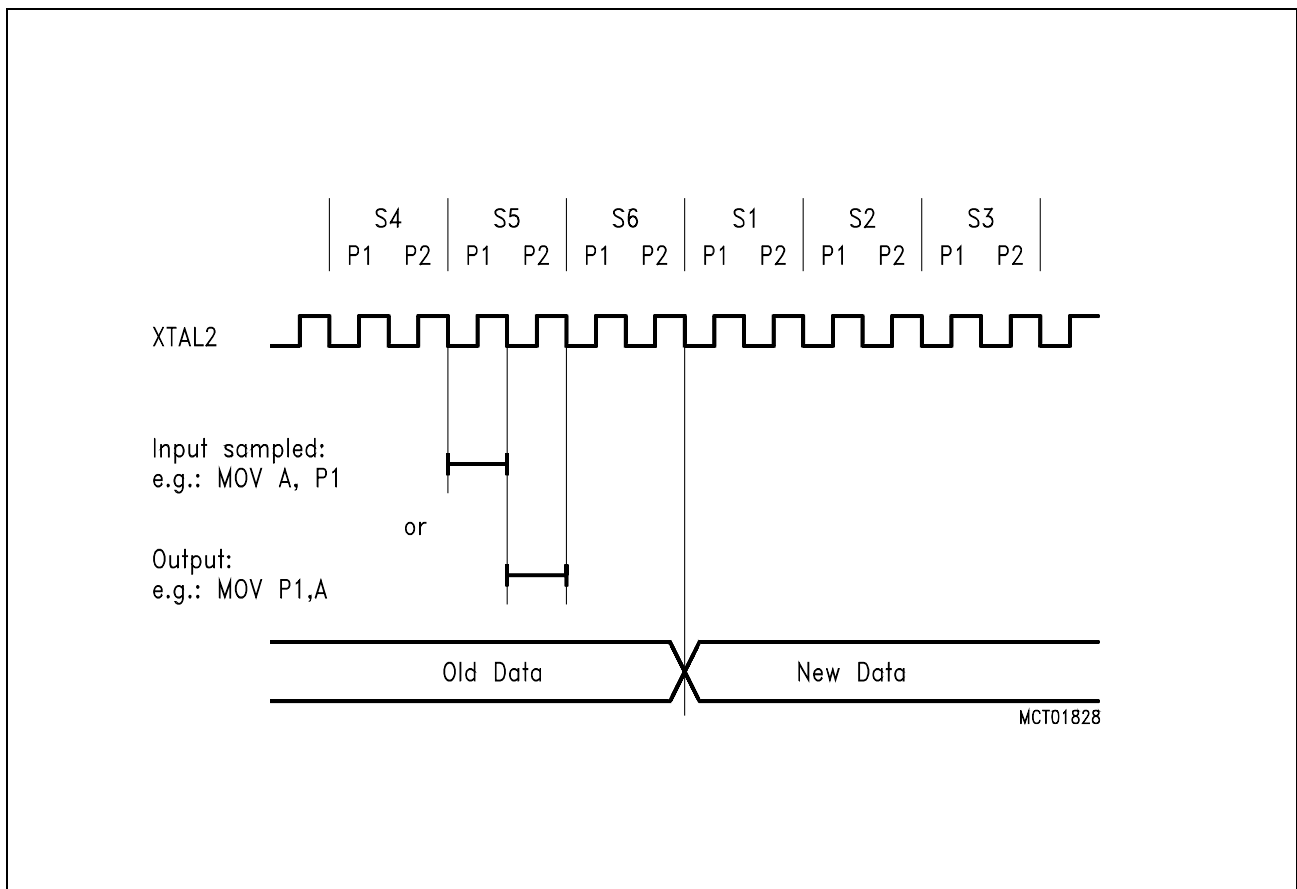 S4 S5 S6 S1 S2 S3
P1 P2 P1 P2 P1 P2 P1 P2 P1 P2 P1 P2
XTAL2
Input sampled:
e.g.: MOV A, P1
or
Output:
e.g.: MOV P1,A
Old Data New Data
MCT01828